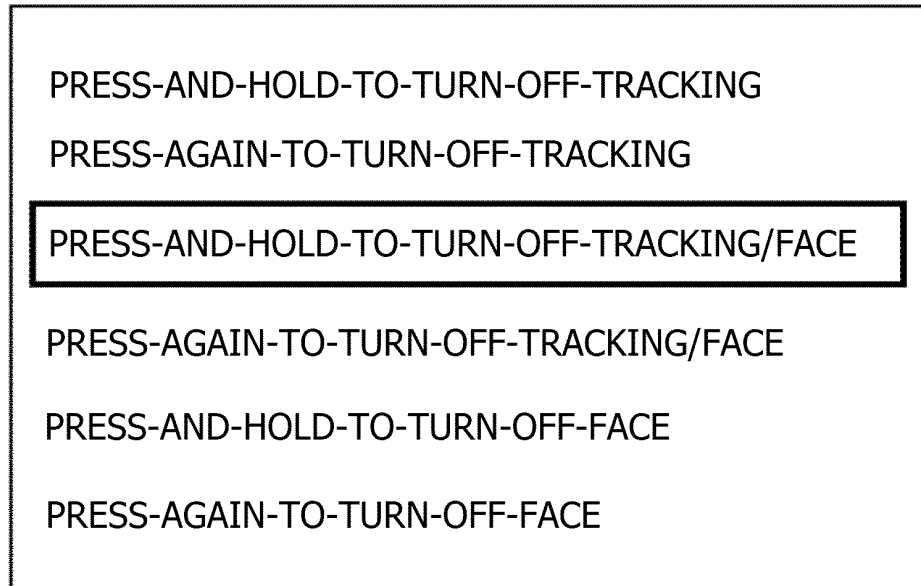 PRESS-AND-HOLD-TO-TURN-OFF-TRACKING
PRESS-AGAIN-TO-TURN-OFF-TRACKING
PRESS-AND-HOLD-TO-TURN-OFF-TRACKING/FACE
PRESS-AGAIN-TO-TURN-OFF-TRACKING/FACE
PRESS-AND-HOLD-TO-TURN-OFF-FACE
PRESS-AGAIN-TO-TURN-OFF-FACE